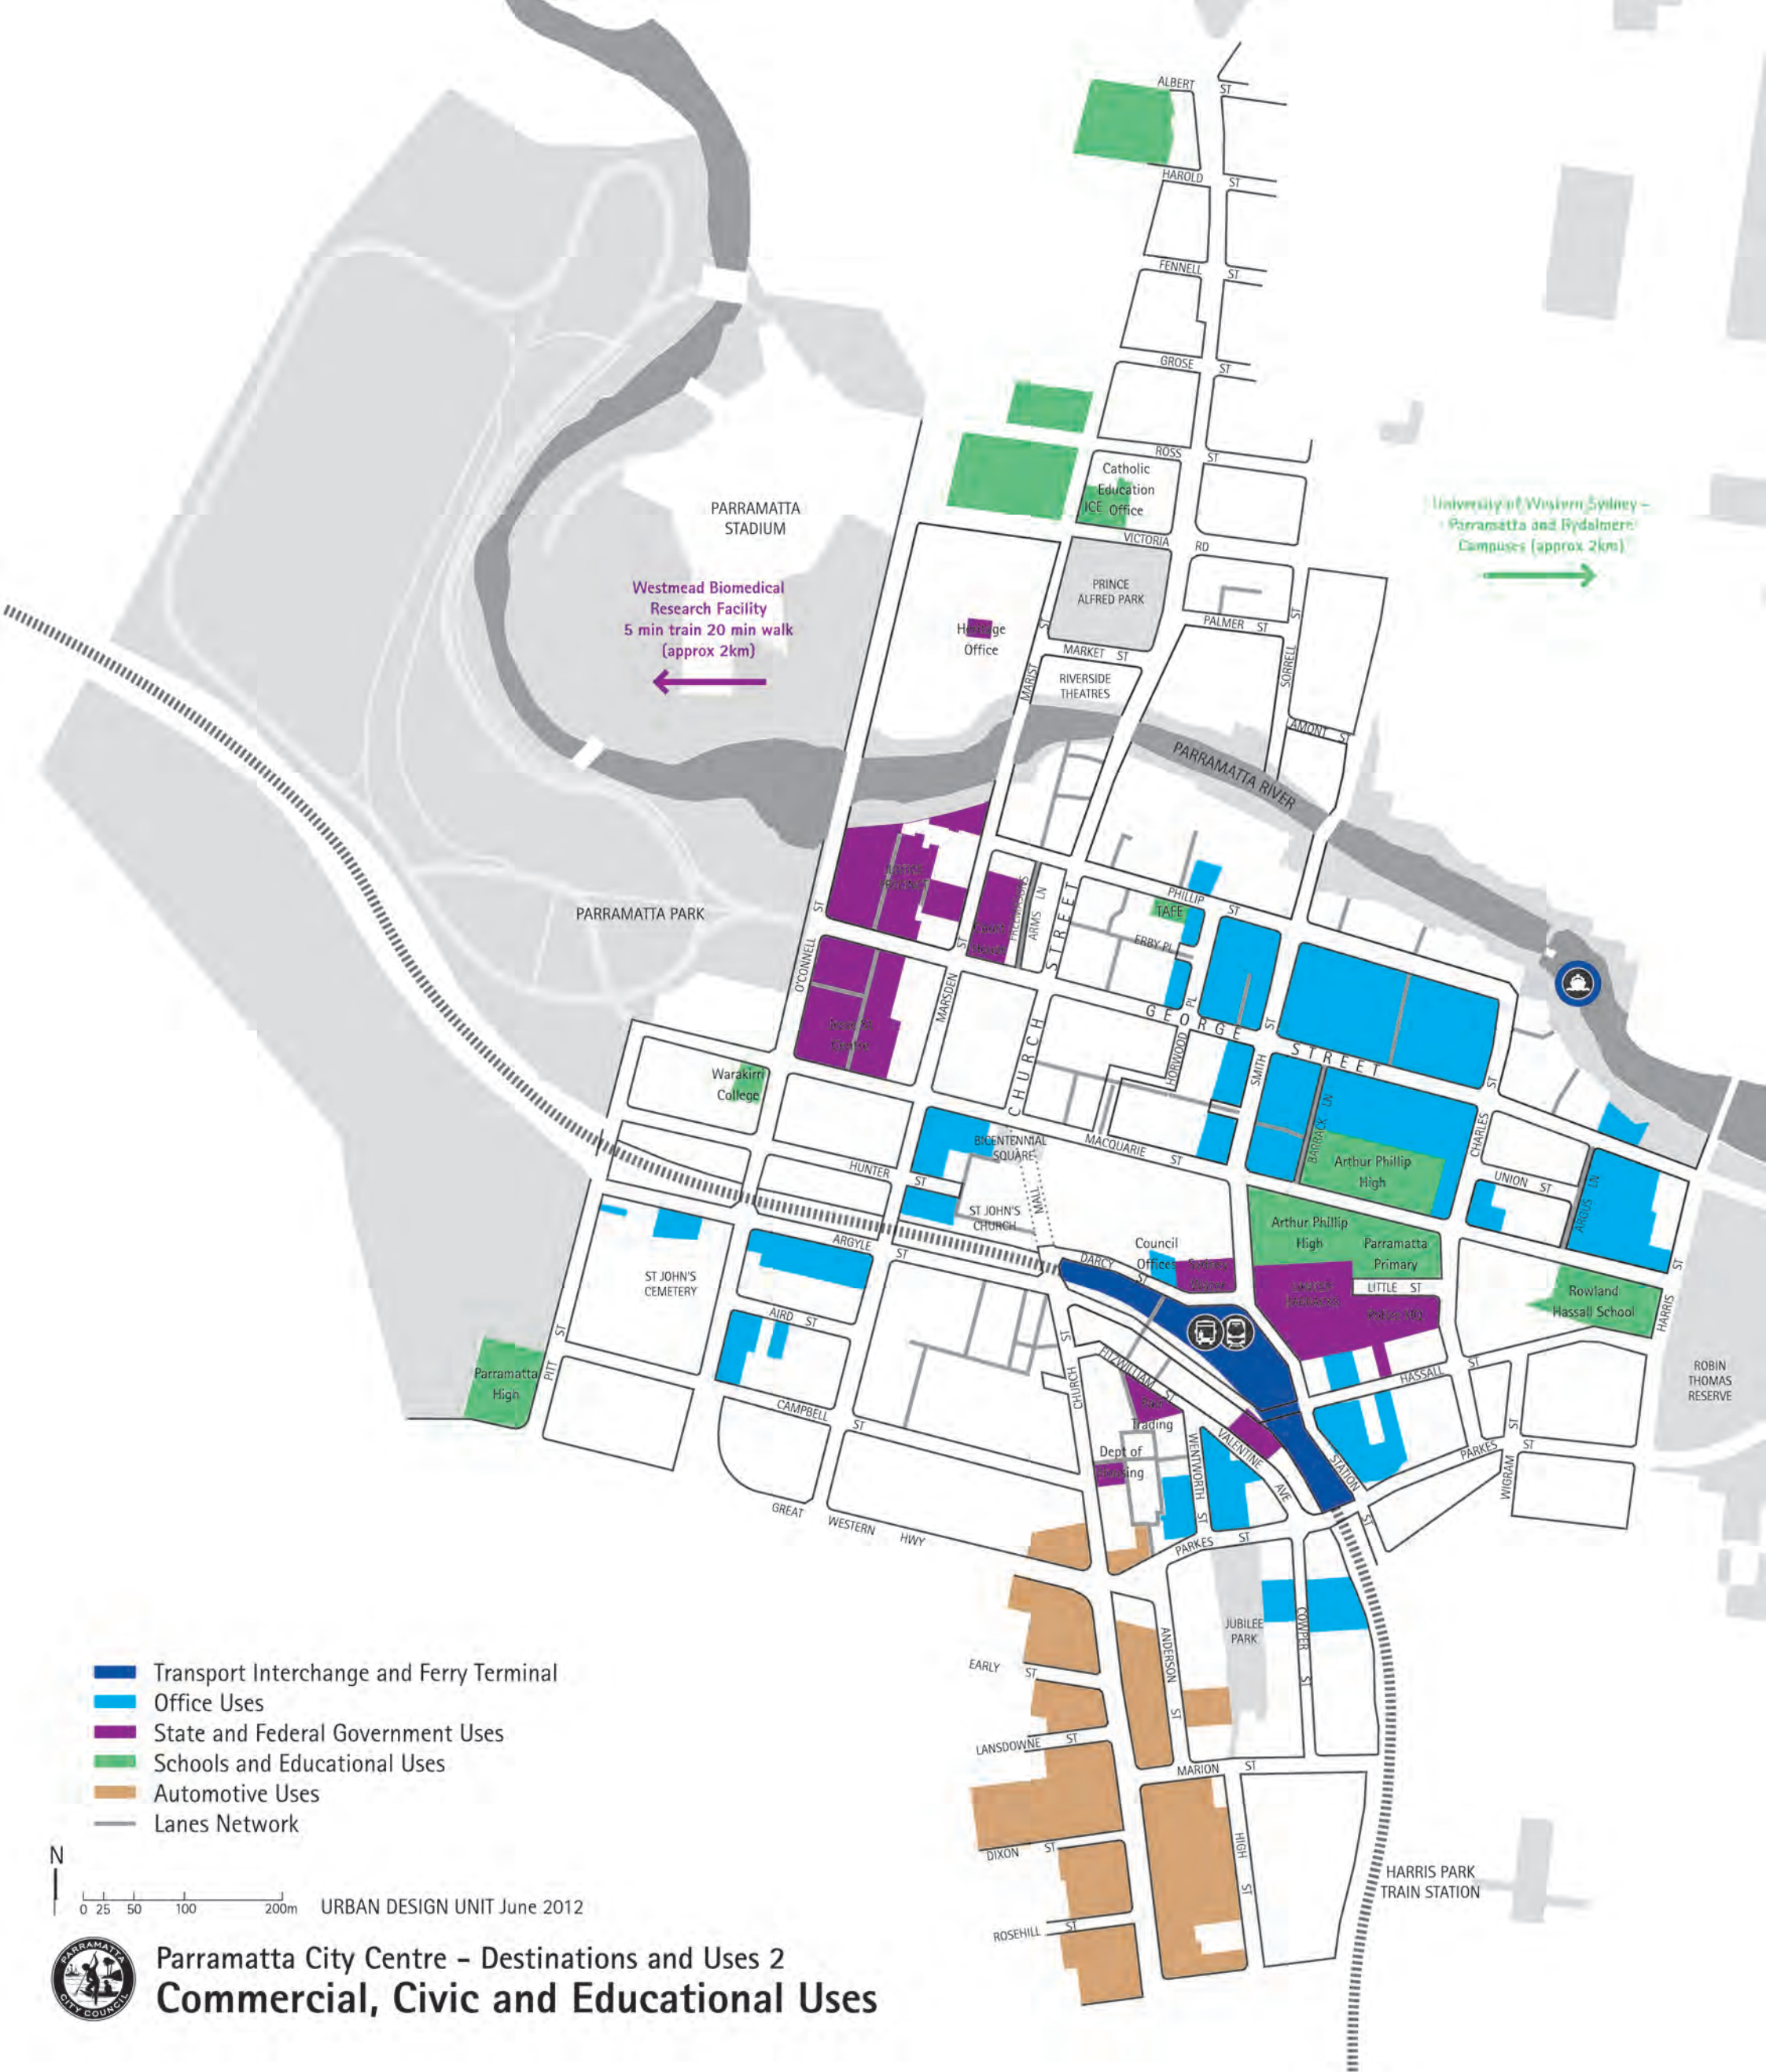 ALBERT ST
HAROLD ST
FENNELL ST
GROSE ST
ROSS ST
Catholic
Education
ICE Office
VICTORIA RD
PARRAMATTA
STADIUM
University of Western Sydney –
Parramatta and Rydalmere
Campuses (approx 2km)
Westmead Biomedical
Research Facility
5 min train 20 min walk
(approx 2km)
PRINCE
ALFRED PARK
PALMER ST
Heritage
Office
ST
MARKET ST
MARIST
RIVERSIDE
THEATRES
SORRELL
ST
LAMONT ST
PARRAMATTA RIVER
PARRAMATTA PARK
O'CONNELL
ST
MARSDEN
ST
FREEMASONS
ARMS LN
CHURCH
STREET
PHILLIP ST
TAFE
ERBY PL
GEORGE
STREET
HORWOOD
PL
SMITH
ST
BARRACK LN
CHARLES
ST
Warakirri
College
BICENTENNIAL
SQUARE
MACQUARIE ST
Arthur Phillip
High
UNION ST
ARGUS LN
HUNTER ST
ST JOHN'S
CHURCH
MALL
Arthur Phillip
High
Parramatta
Primary
Council
Offices
Sydney
ARGYLE ST
DARCY ST
LITTLE ST
Rowland
Hassall School
HARRIS
ST
ST JOHN'S
CEMETERY
AIRD ST
PITT
ST
Parramatta
High
CAMPBELL ST
CHURCH
ST
FITZWILLIAM ST
Trading
Dept of
Housing
WENTWORTH ST
VALENTINE AVE
STATION
ST
HASSALL ST
PARKES ST
WIGRAM
ST
ROBIN
THOMAS
RESERVE
GREAT WESTERN HWY
PARKES ST
JUBILEE
PARK
COWPER ST
ANDERSON ST
EARLY ST
LANSDOWNE ST
MARION ST
DIXON ST
HIGH ST
ROSEHILL ST
HARRIS PARK
TRAIN STATION
Transport Interchange and Ferry Terminal
Office Uses
State and Federal Government Uses
Schools and Educational Uses
Automotive Uses
Lanes Network
N
0 25 50 100 200m
URBAN DESIGN UNIT June 2012
PARRAMATTA
CITY COUNCIL
Parramatta City Centre – Destinations and Uses 2
Commercial, Civic and Educational Uses